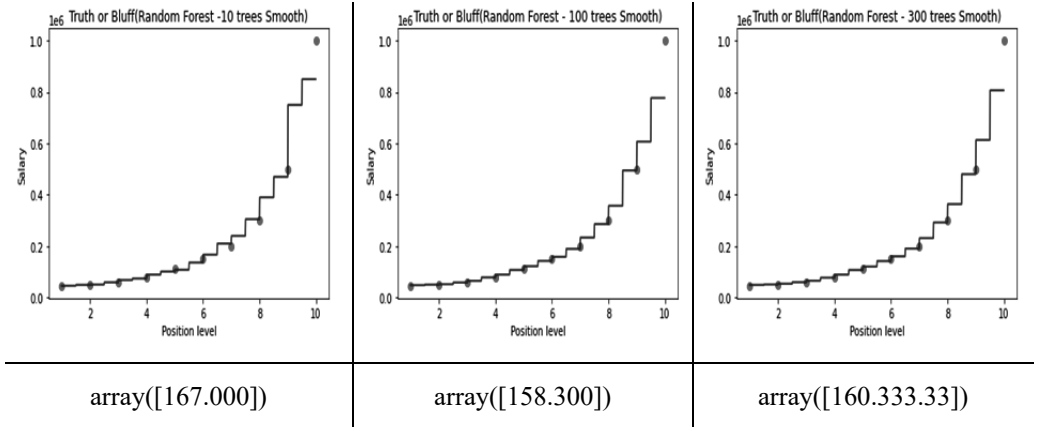 Truth or Bluff(Random Forest -10 trees Smooth)
1e6
1.0
0.8
0.6
0.4
0.2
0.0
Salary
2 4 6 8 10
Position level
Truth or Bluff(Random Forest - 100 trees Smooth)
1e6
1.0
0.8
0.6
0.4
0.2
0.0
Salary
2 4 6 8 10
Position level
Truth or Bluff(Random Forest - 300 trees Smooth)
1e6
1.0
0.8
0.6
0.4
0.2
0.0
Salary
2 4 6 8 10
Position level
array([167.000])
array([158.300])
array([160.333.33])